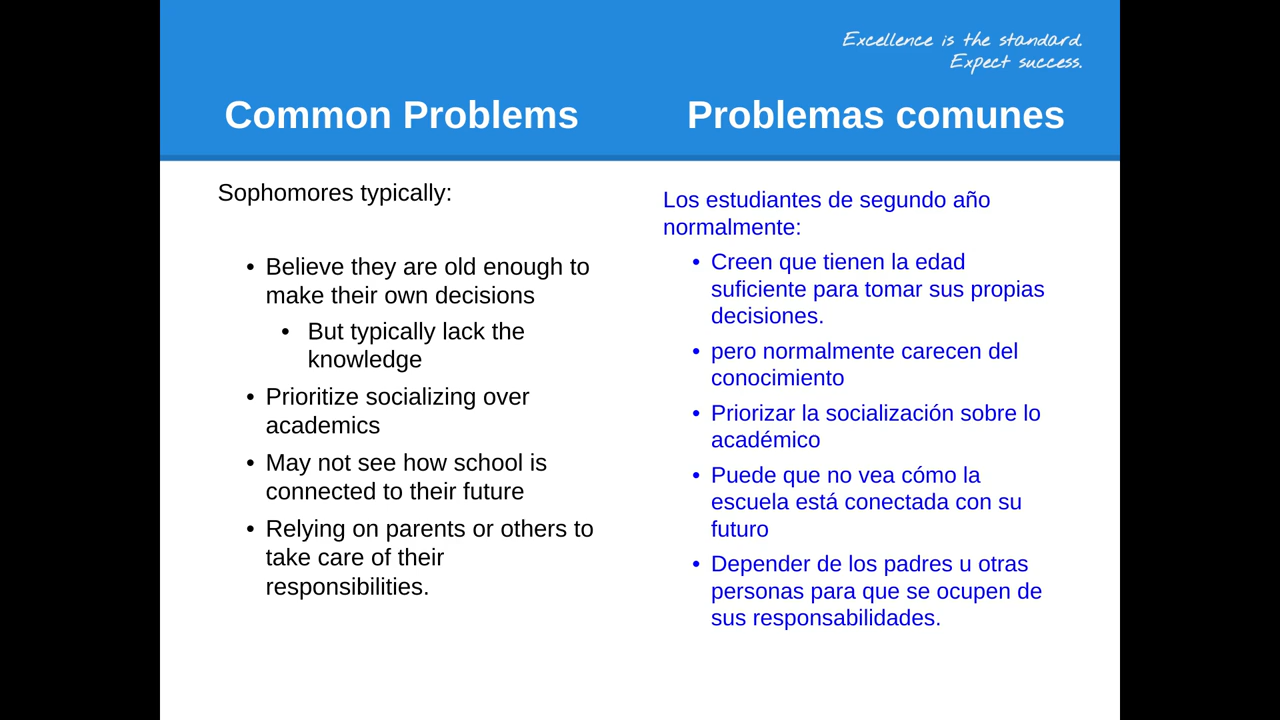 Excellence is the standard.
Expect success.
Common Problems
Problemas comunes
Sophomores typically:
• Believe they are old enough to
make their own decisions
• But typically lack the
knowledge
• Prioritize socializing over
academics
• May not see how school is
connected to their future
• Relying on parents or others to
take care of their
responsibilities.
Los estudiantes de segundo año
normalmente:
• Creen que tienen la edad
suficiente para tomar sus propias
decisiones.
• pero normalmente carecen del
conocimiento
• Priorizar la socialización sobre lo
académico
• Puede que no vea cómo la
escuela está conectada con su
futuro
• Depender de los padres u otras
personas para que se ocupen de
sus responsabilidades.